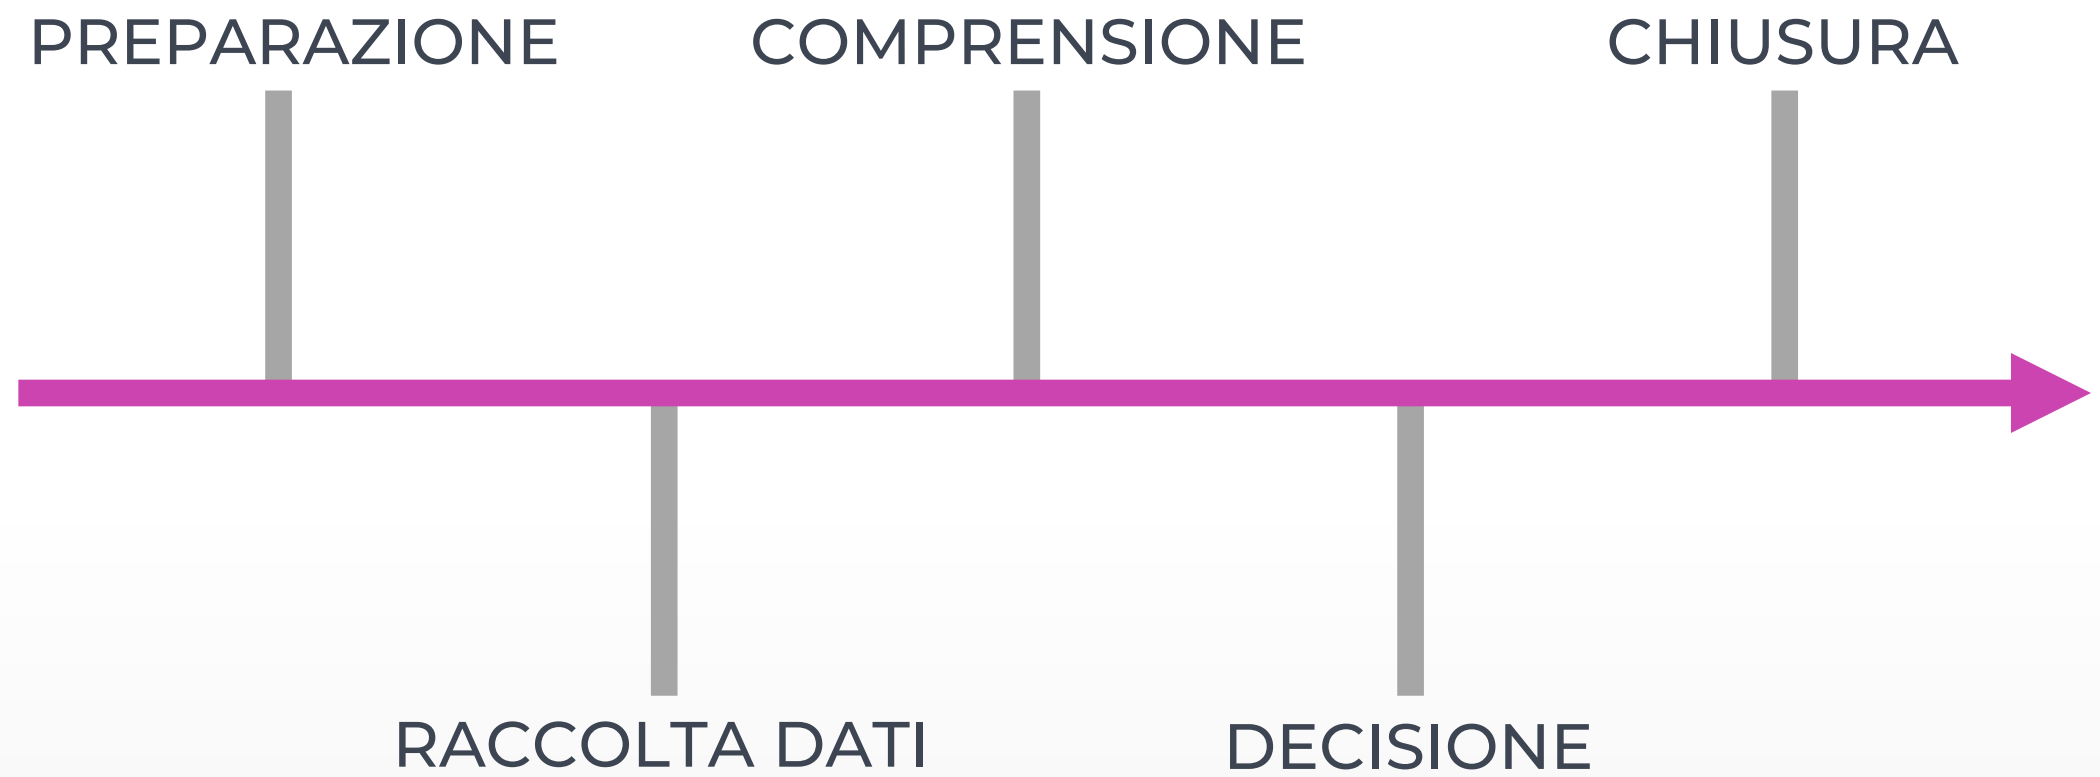 PREPARAZIONE
COMPRENSIONE
CHIUSURA
RACCOLTA DATI
DECISIONE